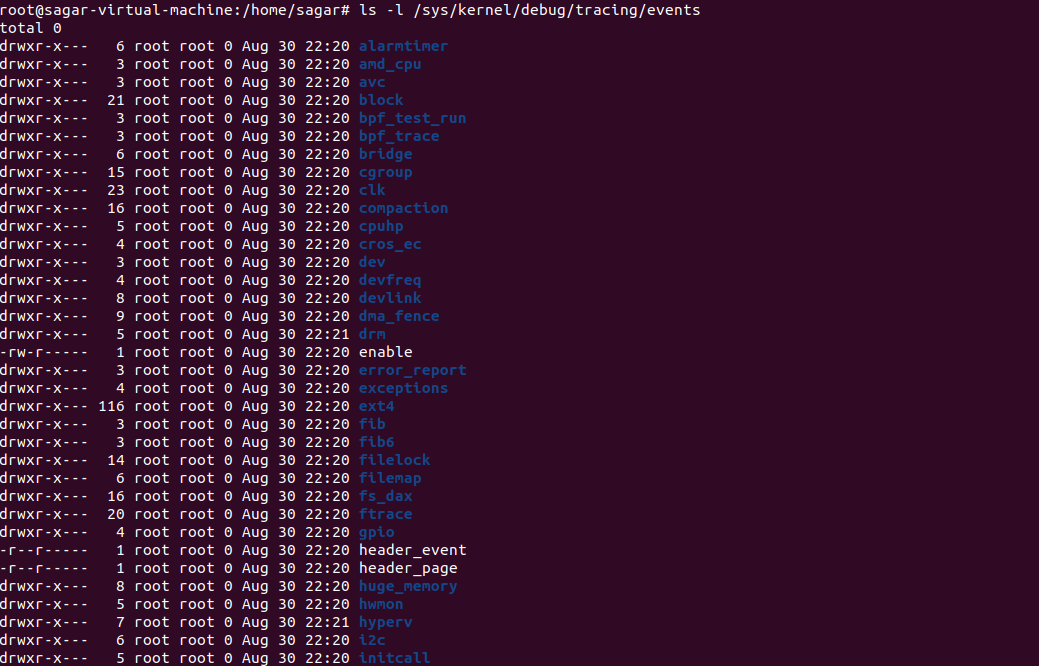 root@sagar-virtual-machine:/home/sagar# ls -l /sys/kernel/debug/tracing/events
total 0
drwxr-x---   6 root root 0 Aug 30 22:20 alarmtimer
drwxr-x---   3 root root 0 Aug 30 22:20 amd_cpu
drwxr-x---   3 root root 0 Aug 30 22:20 avc
drwxr-x---  21 root root 0 Aug 30 22:20 block
drwxr-x---   3 root root 0 Aug 30 22:20 bpf_test_run
drwxr-x---   3 root root 0 Aug 30 22:20 bpf_trace
drwxr-x---   6 root root 0 Aug 30 22:20 bridge
drwxr-x---  15 root root 0 Aug 30 22:20 cgroup
drwxr-x---  23 root root 0 Aug 30 22:20 clk
drwxr-x---  16 root root 0 Aug 30 22:20 compaction
drwxr-x---   5 root root 0 Aug 30 22:20 cpuhp
drwxr-x---   4 root root 0 Aug 30 22:20 cros_ec
drwxr-x---   3 root root 0 Aug 30 22:20 dev
drwxr-x---   4 root root 0 Aug 30 22:20 devfreq
drwxr-x---   8 root root 0 Aug 30 22:20 devlink
drwxr-x---   9 root root 0 Aug 30 22:20 dma_fence
drwxr-x---   5 root root 0 Aug 30 22:21 drm
-rw-r-----   1 root root 0 Aug 30 22:20 enable
drwxr-x---   3 root root 0 Aug 30 22:20 error_report
drwxr-x---   4 root root 0 Aug 30 22:20 exceptions
drwxr-x--- 116 root root 0 Aug 30 22:20 ext4
drwxr-x---   3 root root 0 Aug 30 22:20 fib
drwxr-x---   3 root root 0 Aug 30 22:20 fib6
drwxr-x---  14 root root 0 Aug 30 22:20 filelock
drwxr-x---   6 root root 0 Aug 30 22:20 filemap
drwxr-x---  16 root root 0 Aug 30 22:20 fs_dax
drwxr-x---  20 root root 0 Aug 30 22:20 ftrace
drwxr-x---   4 root root 0 Aug 30 22:20 gpio
-r--r-----   1 root root 0 Aug 30 22:20 header_event
-r--r-----   1 root root 0 Aug 30 22:20 header_page
drwxr-x---   8 root root 0 Aug 30 22:20 huge_memory
drwxr-x---   5 root root 0 Aug 30 22:20 hwmon
drwxr-x---   7 root root 0 Aug 30 22:21 hyperv
drwxr-x---   6 root root 0 Aug 30 22:20 i2c
drwxr-x---   5 root root 0 Aug 30 22:20 initcall